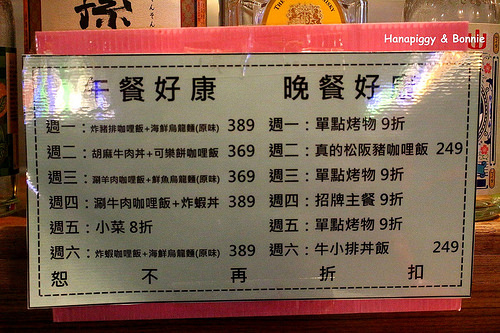 孫
Hanapiggy & Bonnie
午餐好康 晚餐好康
週一：炸豬排咖哩飯+海鮮烏龍麵(原味) 389 週一：單點烤物 9折
週二：胡麻牛肉丼+可樂餅咖哩飯 369 週二：真的松阪豬咖哩飯 249
週三：涮羊肉咖哩飯+鮮魚烏龍麵(原味) 369 週三：單點烤物 9折
週四：涮牛肉咖哩飯+炸蝦丼 389 週四：招牌主餐 9折
週五：小菜 8折 週五：單點烤物 9折
週六：炸蝦咖哩飯+海鮮烏龍麵(原味) 389 週六：牛小排丼飯 249
恕不再折扣